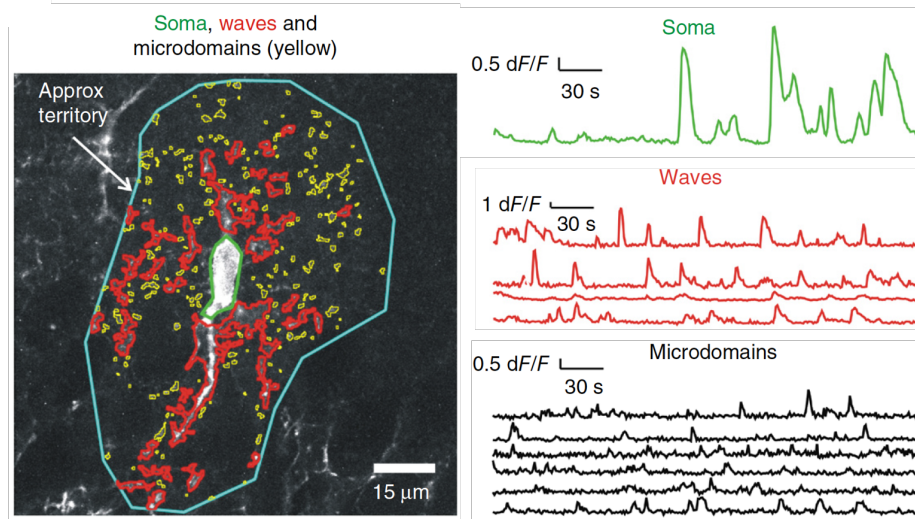 Soma, waves and
microdomains (yellow)
Approx
territory
15 μm
Soma
0.5 dF/F
30 s
Waves
1 dF/F
30 s
Microdomains
0.5 dF/F
30 s